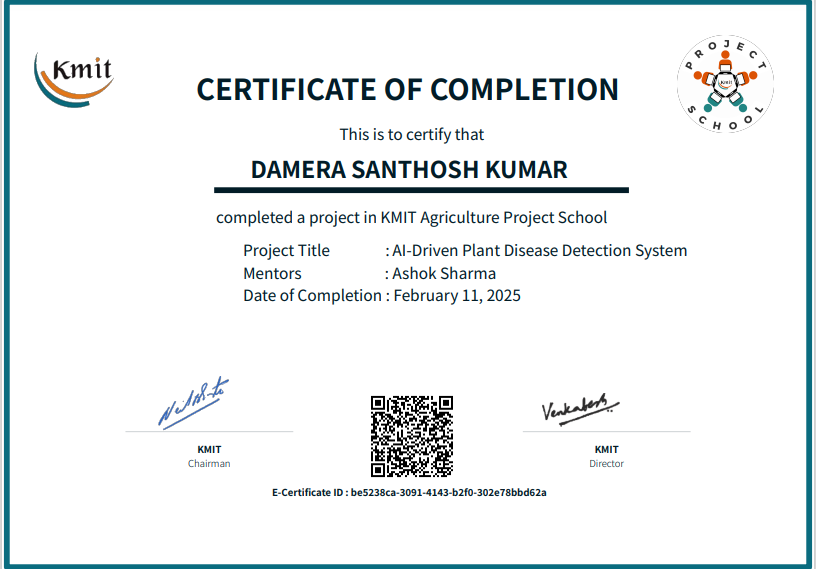 Kmit
PROJECT
SCHOOL
CERTIFICATE OF COMPLETION
This is to certify that
DAMERA SANTHOSH KUMAR
completed a project in KMIT Agriculture Project School
Project Title : AI-Driven Plant Disease Detection System
Mentors : Ashok Sharma
Date of Completion : February 11, 2025
Venkatesh
KMIT
Chairman
KMIT
Director
E-Certificate ID : be5238ca-3091-4143-b2f0-302e78bbd62a